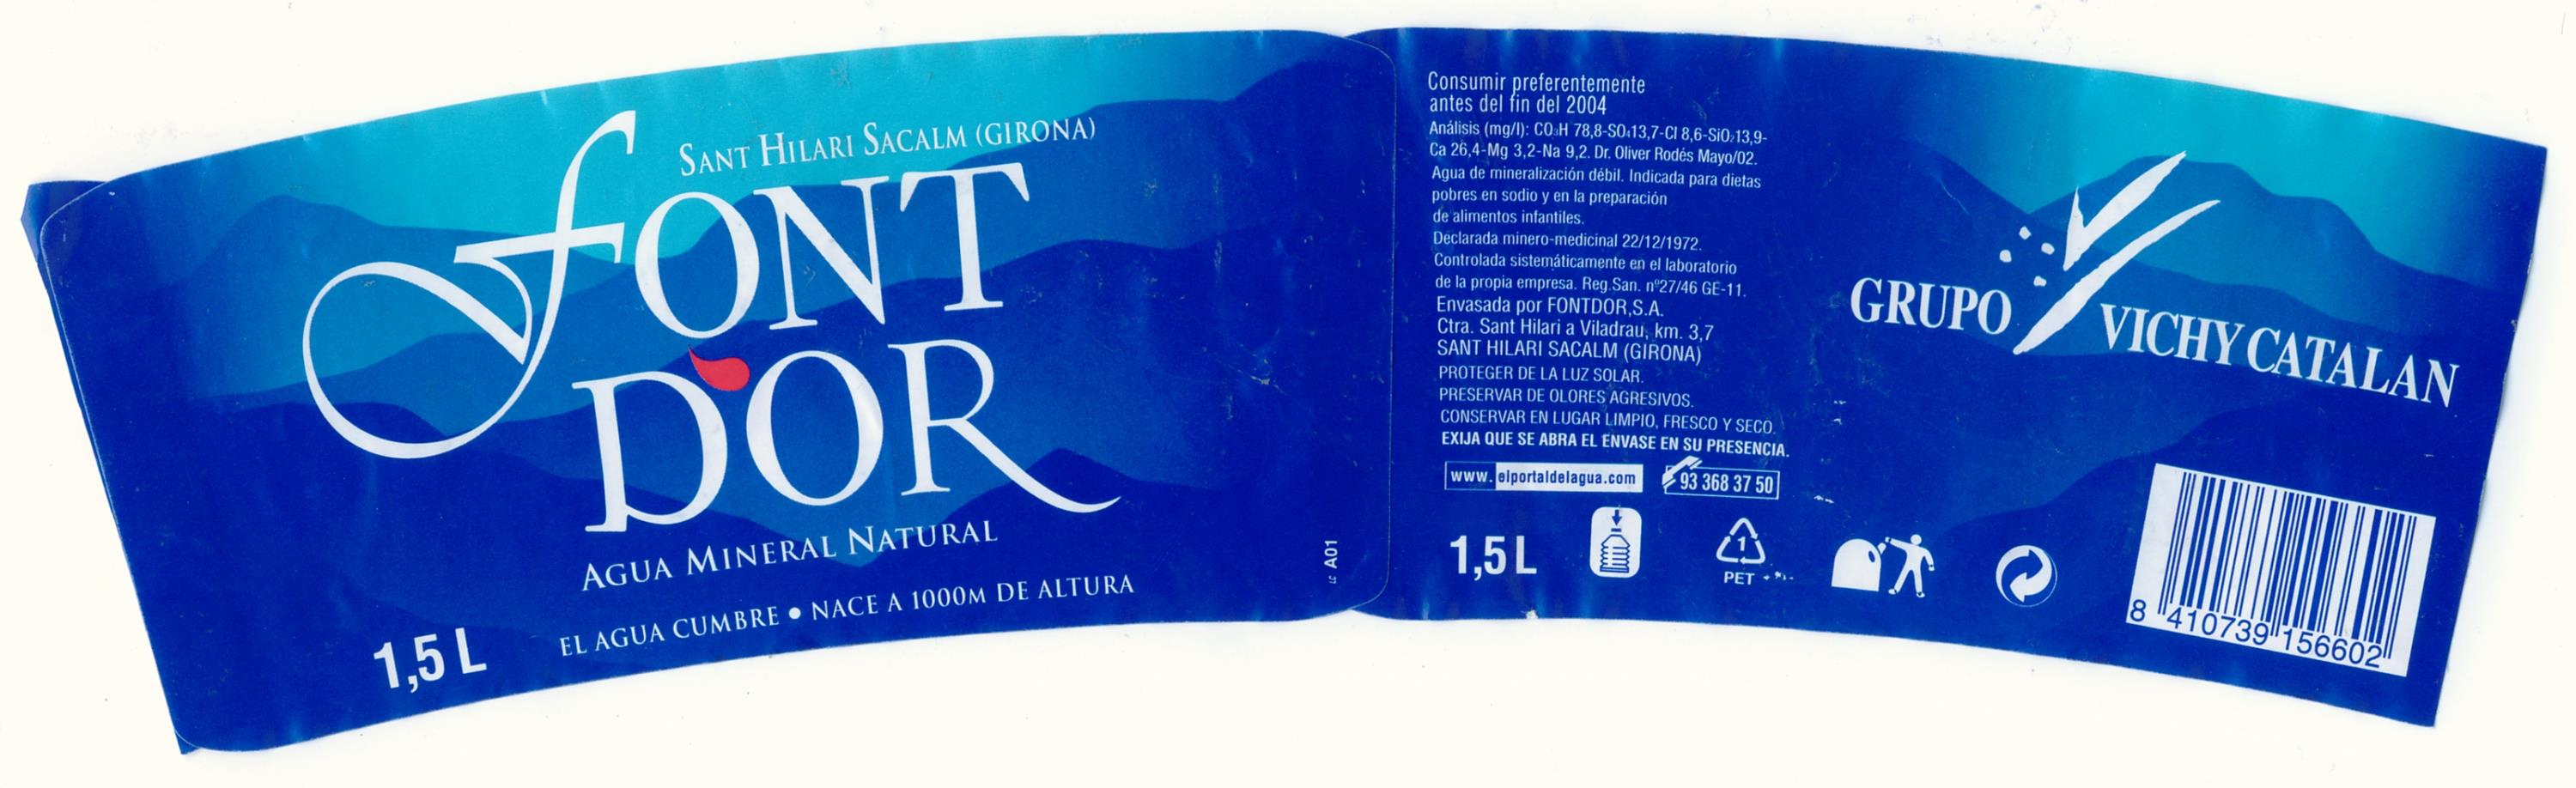 SANT HILARI SACALM (GIRONA)
FONT
D'OR
AGUA MINERAL NATURAL
EL AGUA CUMBRE • NACE A 1000M DE ALTURA
1,5 L
A01
Consumir preferentemente
antes del fin del 2004
Análisis (mg/l): CO₃H 78,8-SO₄13,7-Cl 8,6-SiO₂13,9-
Ca 26,4-Mg 3,2-Na 9,2. Dr. Oliver Rodés Mayo/02.
Agua de mineralización débil. Indicada para dietas
pobres en sodio y en la preparación
de alimentos infantiles.
Declarada minero-medicinal 22/12/1972.
Controlada sistemáticamente en el laboratorio
de la propia empresa. Reg.San. nº27/46 GE-11.
Envasada por FONTDOR,S.A.
Ctra. Sant Hilari a Viladrau, km. 3,7
SANT HILARI SACALM (GIRONA)
PROTEGER DE LA LUZ SOLAR.
PRESERVAR DE OLORES AGRESIVOS.
CONSERVAR EN LUGAR LIMPIO, FRESCO Y SECO.
EXIJA QUE SE ABRA EL ENVASE EN SU PRESENCIA.
www.elportaldelagua.com
93 368 37 50
1,5 L
1
PET
GRUPO VICHY CATALAN
8 410739 156602